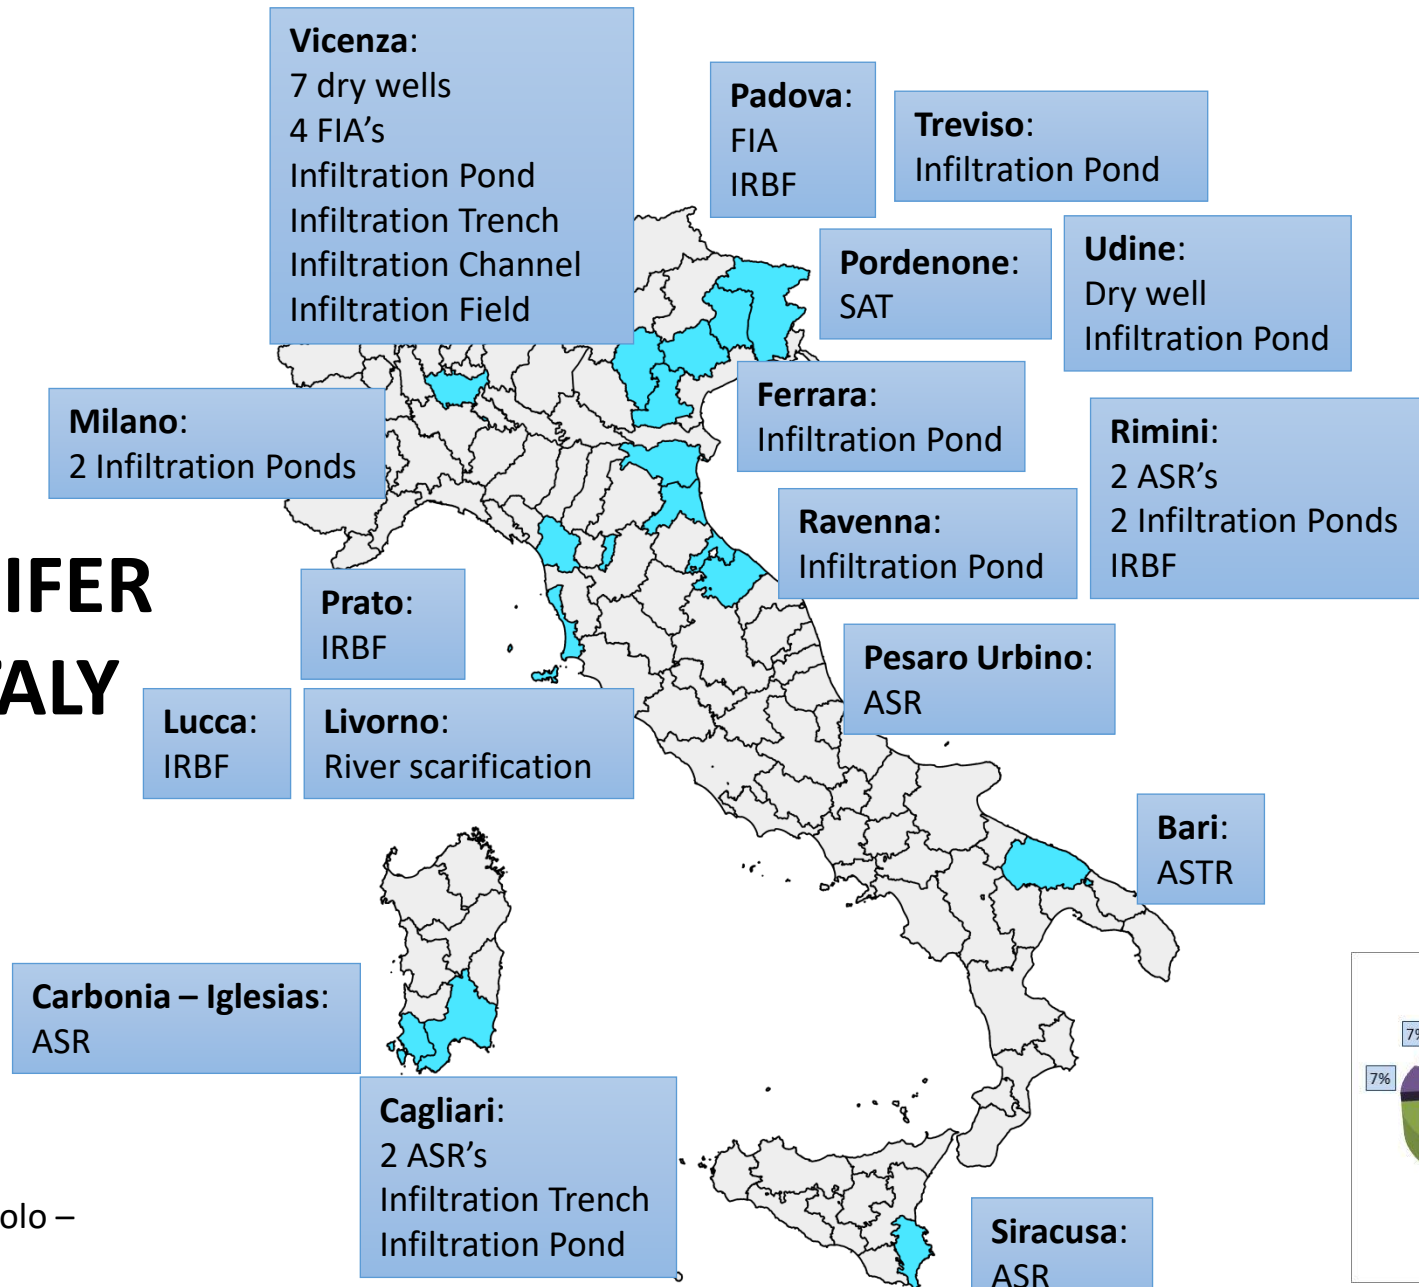 Vicenza:
7 dry wells
4 FIA's
Infiltration Pond
Infiltration Trench
Infiltration Channel
Infiltration Field
Padova:
FIA
IRBF
Treviso:
Infiltration Pond
Pordenone:
SAT
Udine:
Dry well
Infiltration Pond
Milano:
2 Infiltration Ponds
Ferrara:
Infiltration Pond
Rimini:
2 ASR's
2 Infiltration Ponds
IRBF
Ravenna:
Infiltration Pond
IFER
TALY
Prato:
IRBF
Pesaro Urbino:
ASR
Lucca:
IRBF
Livorno:
River scarification
Bari:
ASTR
Carbonia – Iglesias:
ASR
7%
7%
Cagliari:
2 ASR's
Infiltration Trench
Infiltration Pond
olo –
Siracusa:
ASR